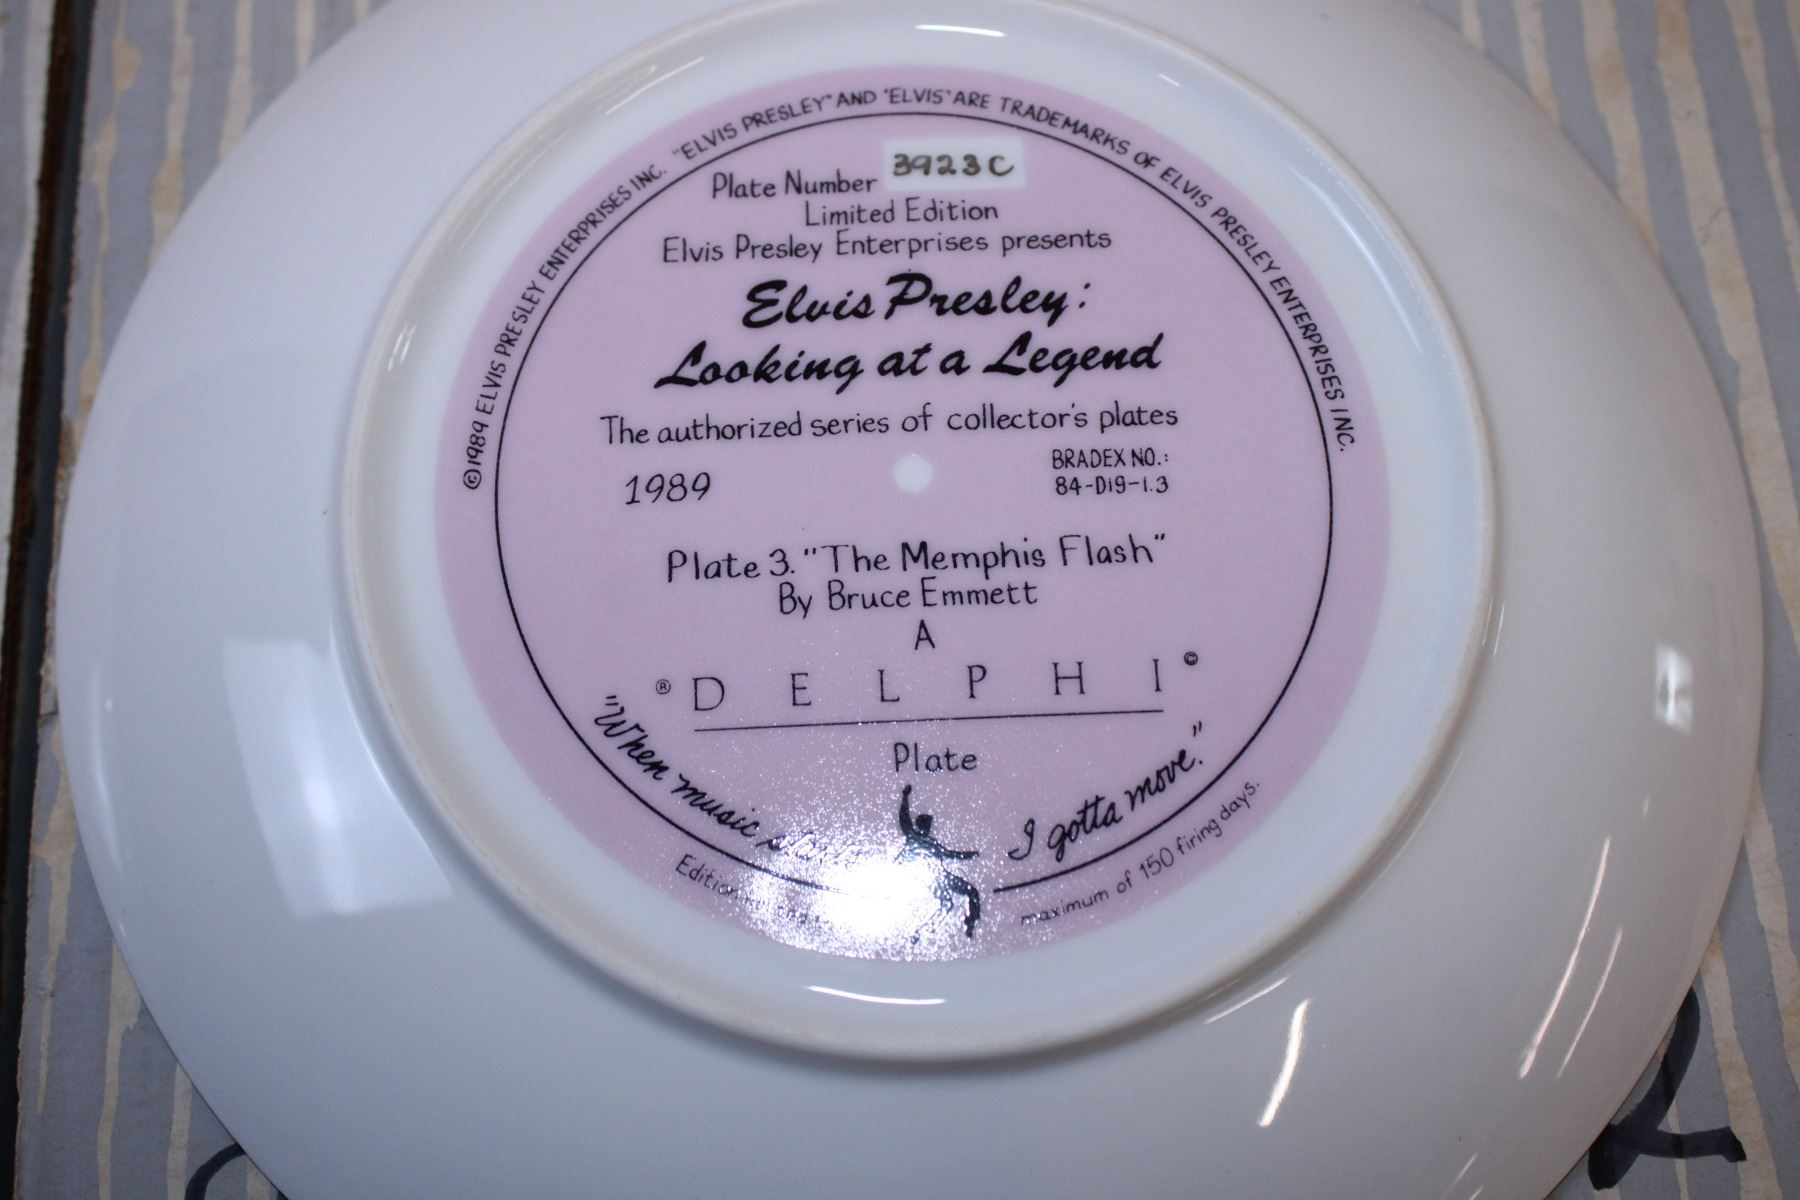 ©1989 ELVIS PRESLEY ENTERPRISES INC. "ELVIS PRESLEY" AND "ELVIS" ARE TRADEMARKS OF ELVIS PRESLEY ENTERPRISES INC.
Plate Number 3923C
Limited Edition
Elvis Presley Enterprises presents
Elvis Presley:
Looking at a Legend
The authorized series of collector's plates
1989
BRADEX NO.:
84-D19-1.3
Plate 3. "The Memphis Flash"
By Bruce Emmett
A
® DELPHI ©
Plate
"When music I gotta move."
Edition maximum of 150 firing days.